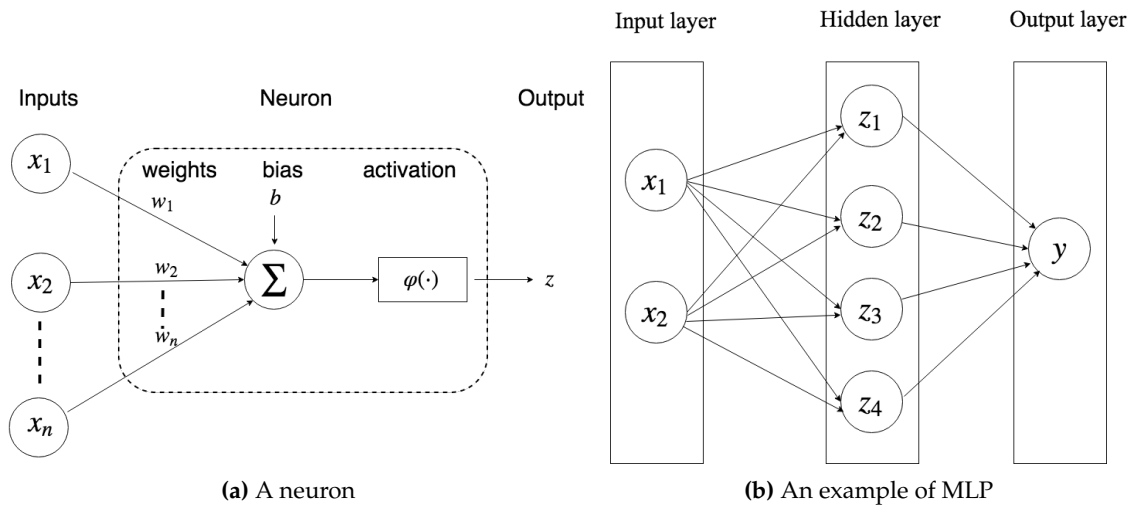 Inputs Neuron Output
weights bias activation
b
x₁
w₁
x₂ w₂ Σ φ(·) z
wₙ
xₙ
(a) A neuron
Input layer Hidden layer Output layer
z₁
x₁
z₂
y
x₂ z₃
z₄
(b) An example of MLP